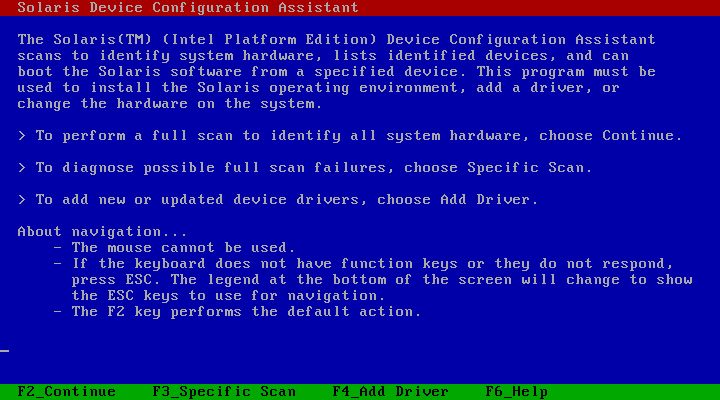 Solaris Device Configuration Assistant
The Solaris(TM) (Intel Platform Edition) Device Configuration Assistant
scans to identify system hardware, lists identified devices, and can
boot the Solaris software from a specified device. This program must be
used to install the Solaris operating environment, add a driver, or
change the hardware on the system.
> To perform a full scan to identify all system hardware, choose Continue.
> To diagnose possible full scan failures, choose Specific Scan.
> To add new or updated device drivers, choose Add Driver.
About navigation...
- The mouse cannot be used.
- If the keyboard does not have function keys or they do not respond,
press ESC. The legend at the bottom of the screen will change to show
the ESC keys to use for navigation.
- The F2 key performs the default action.
_
F2_Continue    F3_Specific Scan    F4_Add Driver    F6_Help